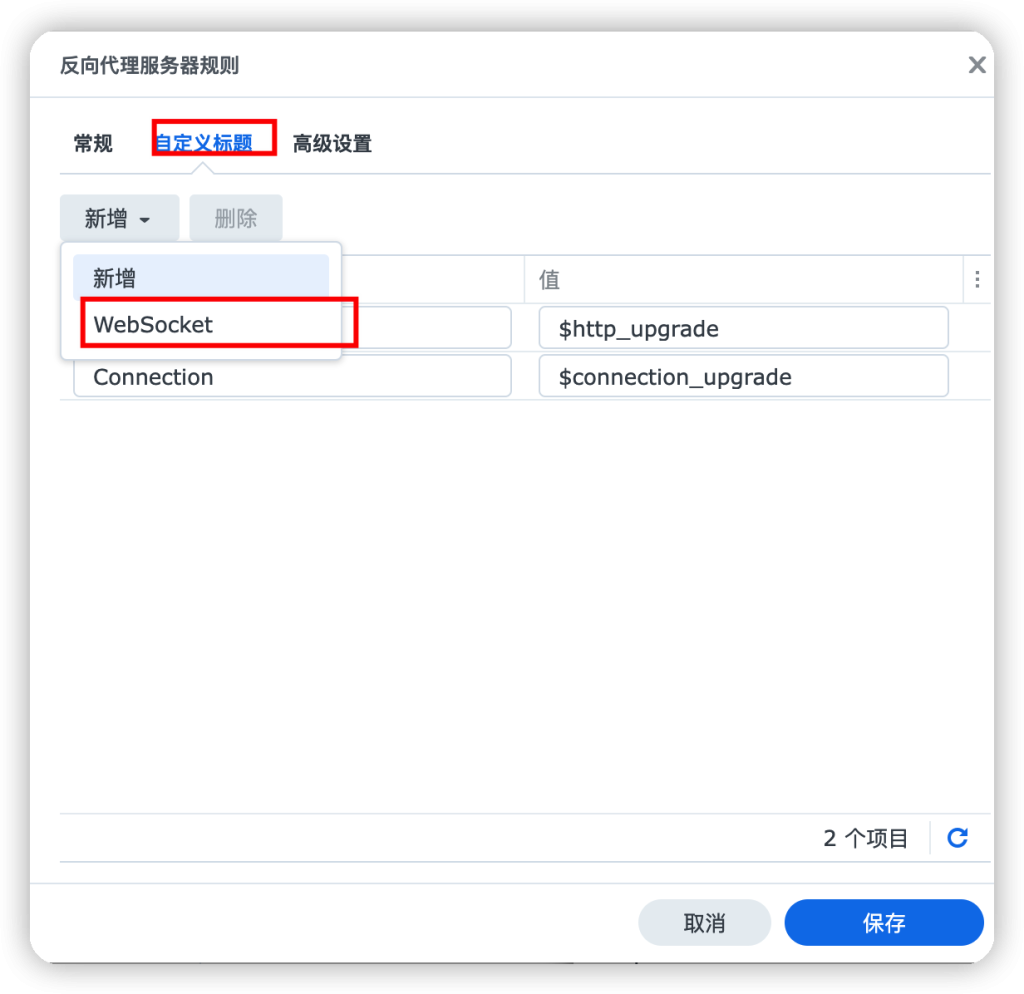 反向代理服务器规则
常规 自定义标题 高级设置
新增 删除
新增
值
WebSocket
$http_upgrade
Connection
$connection_upgrade
2 个项目
取消 保存